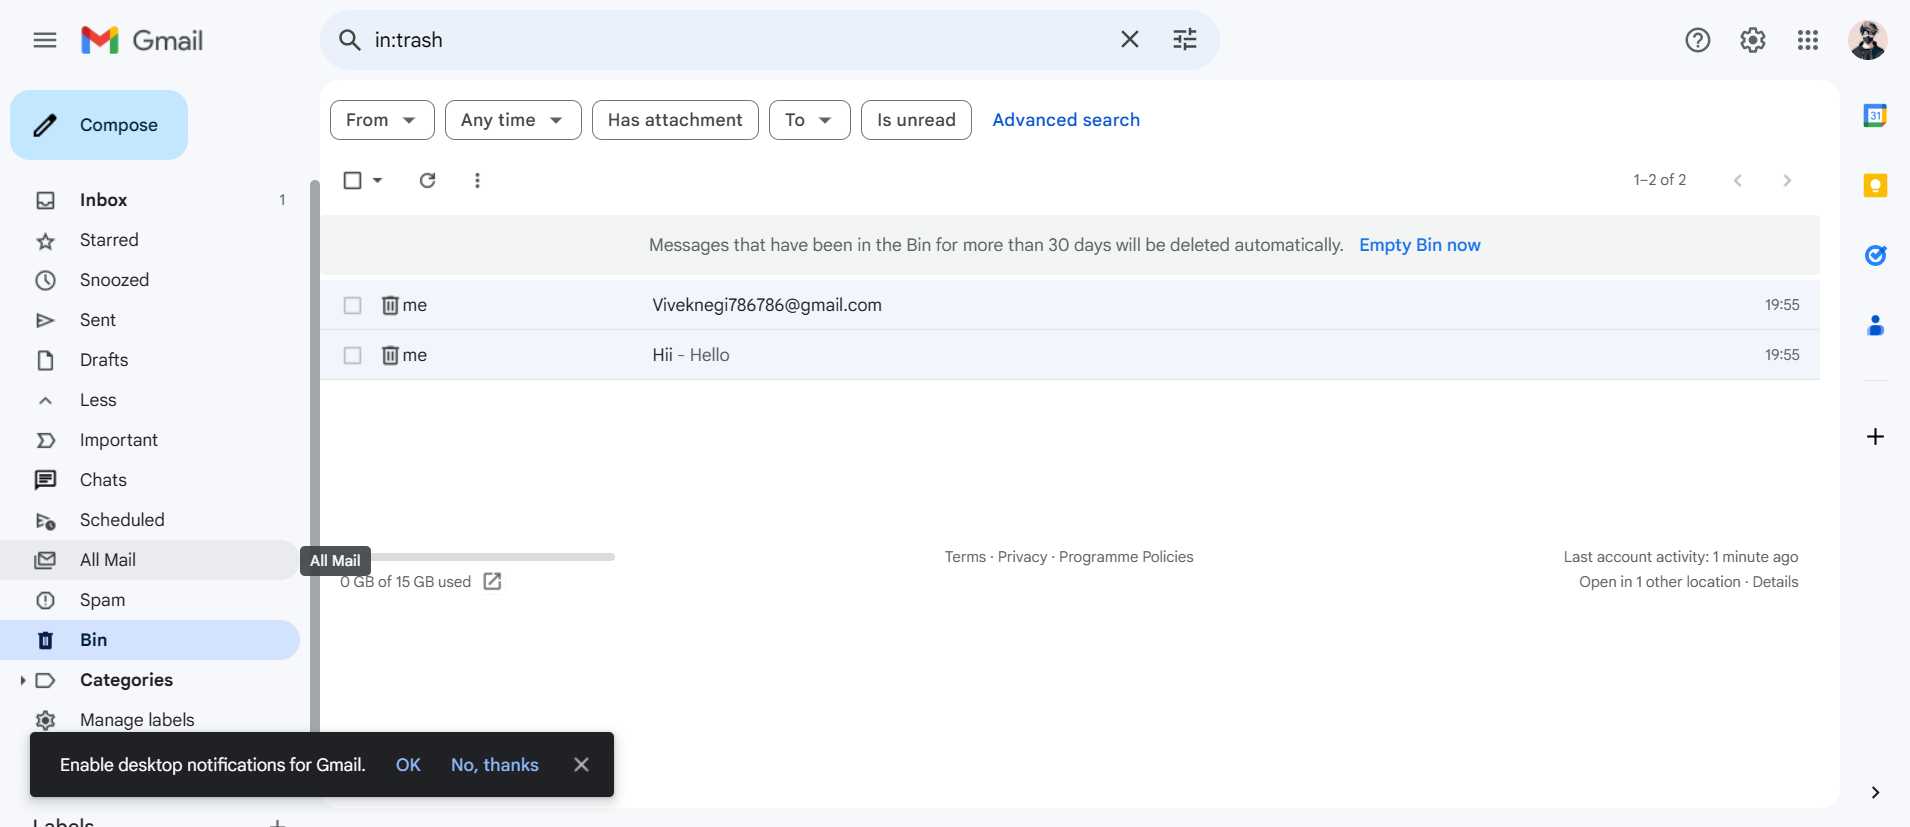 Gmail
in:trash
Compose
From
Any time
Has attachment
To
Is unread
Advanced search
1–2 of 2
Messages that have been in the Bin for more than 30 days will be deleted automatically. Empty Bin now
me Viveknegi786786@gmail.com 19:55
me Hii - Hello 19:55
Inbox 1
Starred
Snoozed
Sent
Drafts
Less
Important
Chats
Scheduled
All Mail
All Mail
Spam
Bin
Categories
Manage labels
0 GB of 15 GB used
Terms · Privacy · Programme Policies
Last account activity: 1 minute ago
Open in 1 other location · Details
31
Enable desktop notifications for Gmail. OK No, thanks
Labels